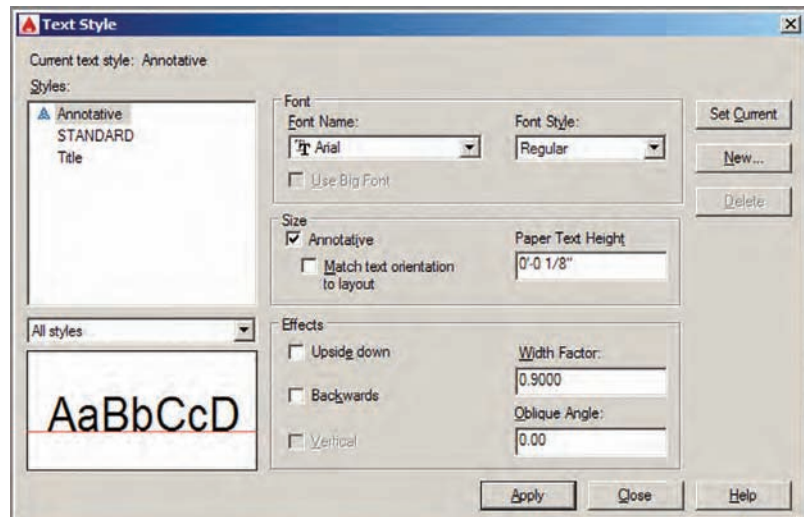 Text Style
Current text style: Annotative
Styles:
Annotative
STANDARD
Title
All styles
AaBbCcD
Font
Font Name:
Arial
Use Big Font
Font Style:
Regular
Size
Annotative
Match text orientation
to layout
Paper Text Height
0'-0 1/8"
Effects
Upside down
Backwards
Vertical
Width Factor:
0.9000
Oblique Angle:
0.00
Set Current
New...
Delete
Apply
Close
Help